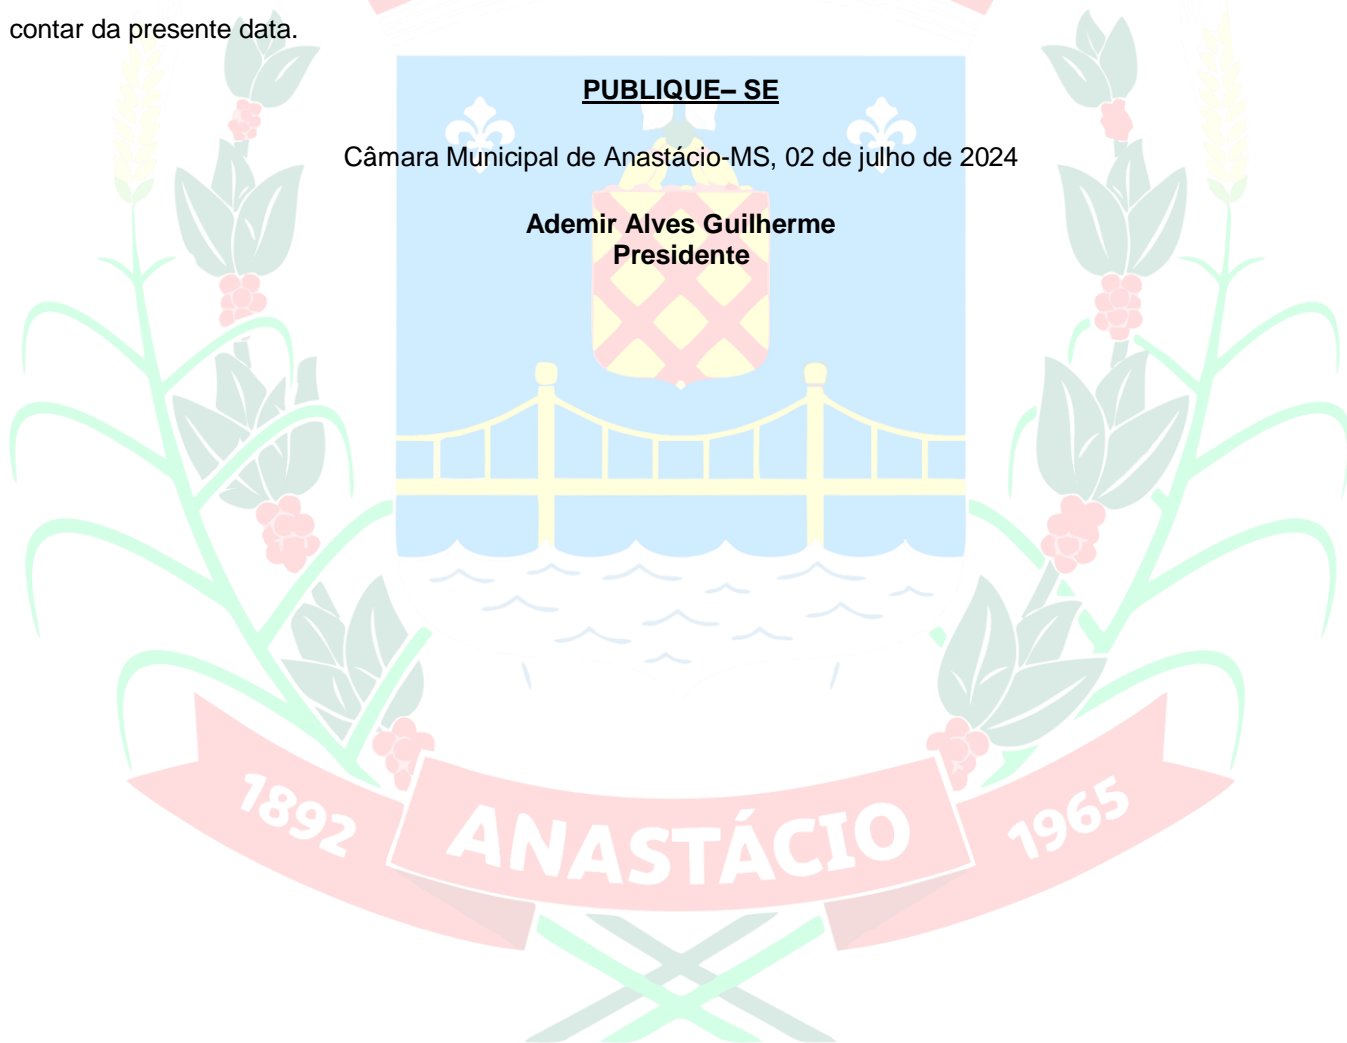 contar da presente data.
PUBLIQUE– SE
Câmara Municipal de Anastácio-MS, 02 de julho de 2024
Ademir Alves Guilherme
Presidente
1892
ANASTÁCIO
1965